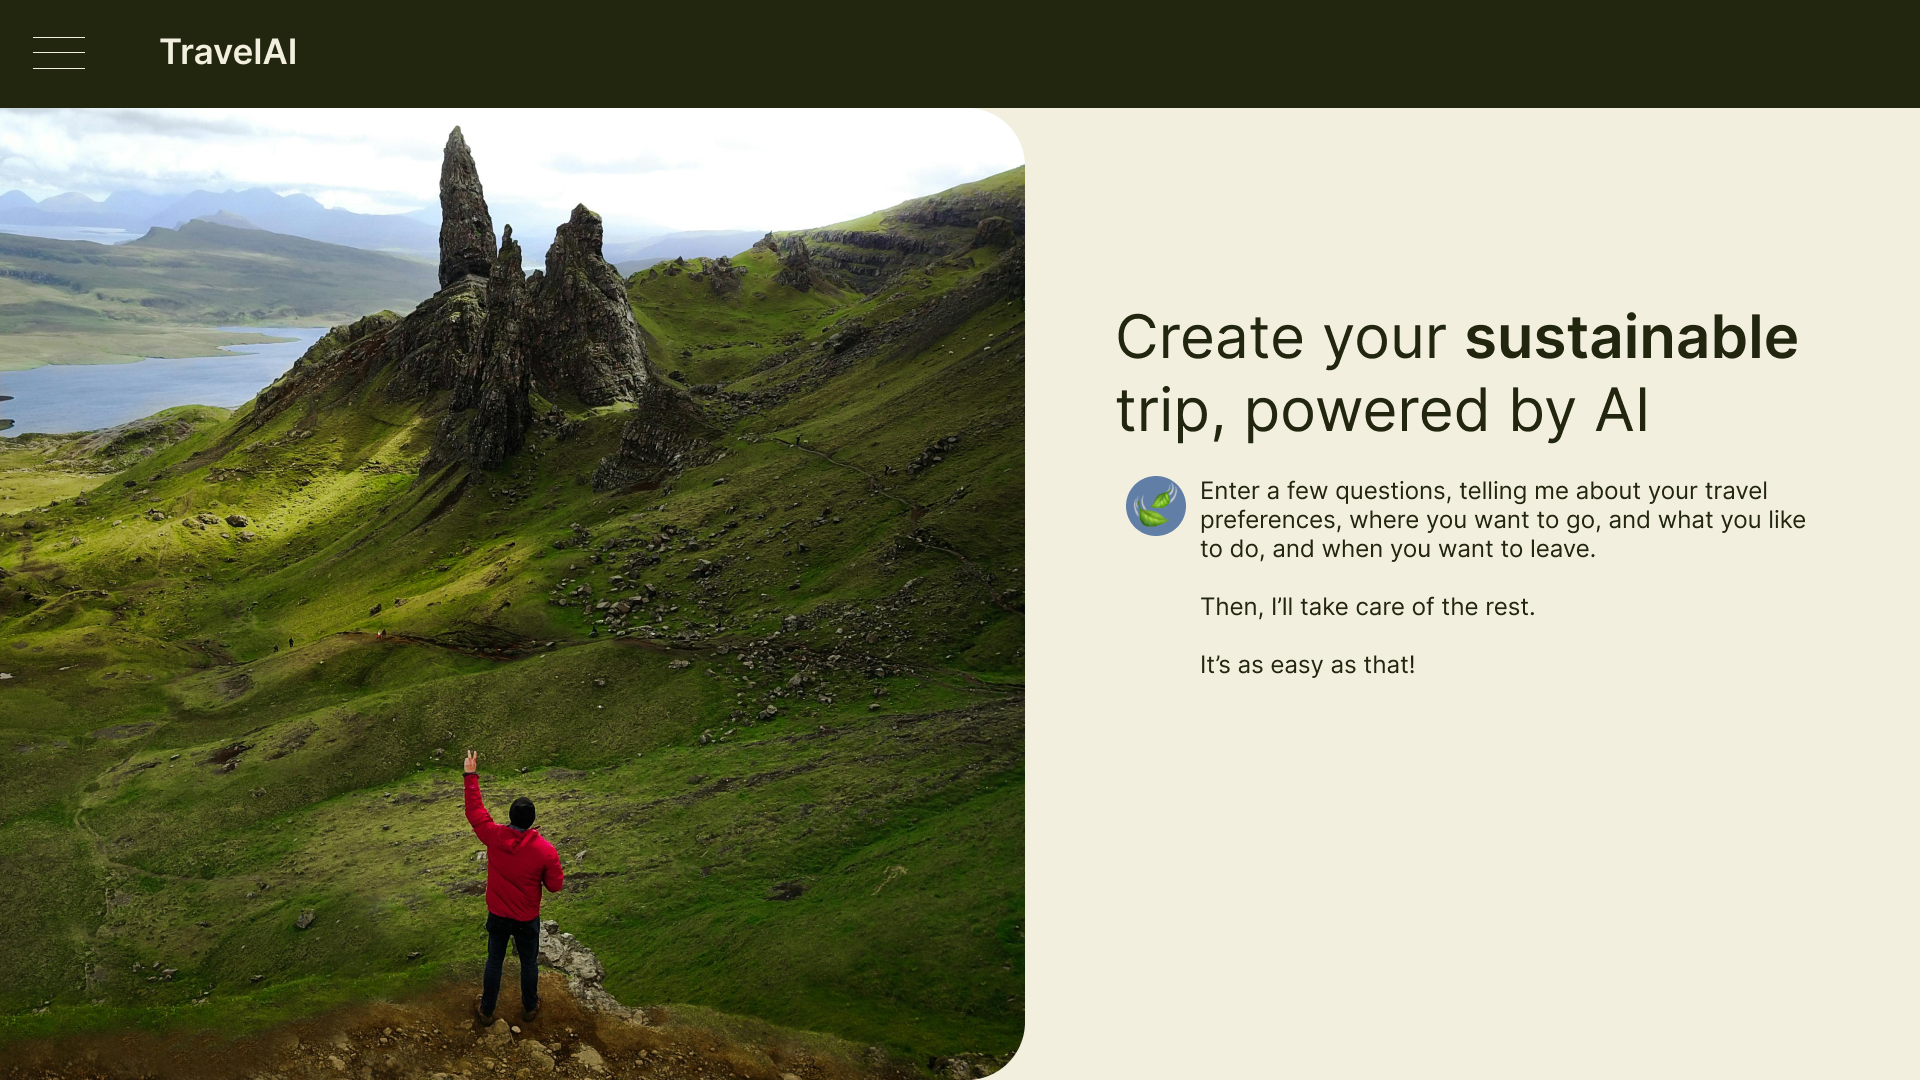 TravelAI
Create your sustainable
trip, powered by AI
Enter a few questions, telling me about your travel
preferences, where you want to go, and what you like
to do, and when you want to leave.
Then, I’ll take care of the rest.
It’s as easy as that!